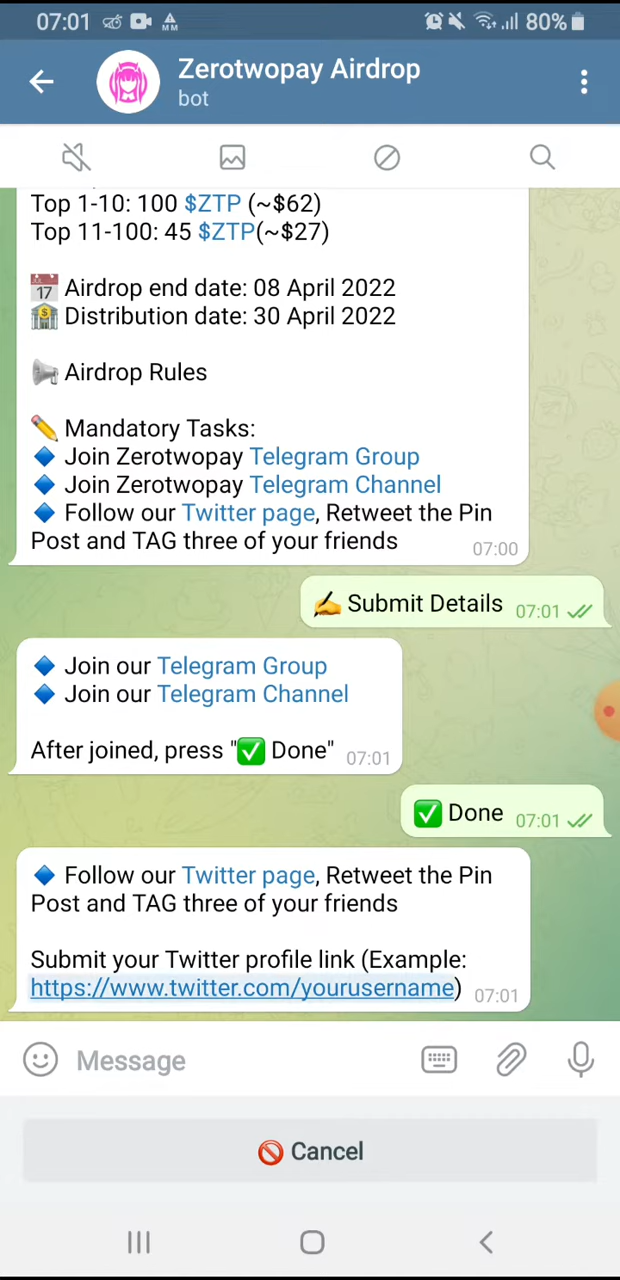 07:01 80%
Zerotwopay Airdrop
bot
Top 1-10: 100 $ZTP (~$62)
Top 11-100: 45 $ZTP(~$27)
📅 Airdrop end date: 08 April 2022
🏦 Distribution date: 30 April 2022
📢 Airdrop Rules
✏️ Mandatory Tasks:
🔹 Join Zerotwopay Telegram Group
🔹 Join Zerotwopay Telegram Channel
🔹 Follow our Twitter page, Retweet the Pin
Post and TAG three of your friends 07:00
✍️ Submit Details 07:01
🔹 Join our Telegram Group
🔹 Join our Telegram Channel
After joined, press "✅ Done" 07:01
✅ Done 07:01
🔹 Follow our Twitter page, Retweet the Pin
Post and TAG three of your friends
Submit your Twitter profile link (Example:
https://www.twitter.com/yourusername) 07:01
Message
🚫 Cancel